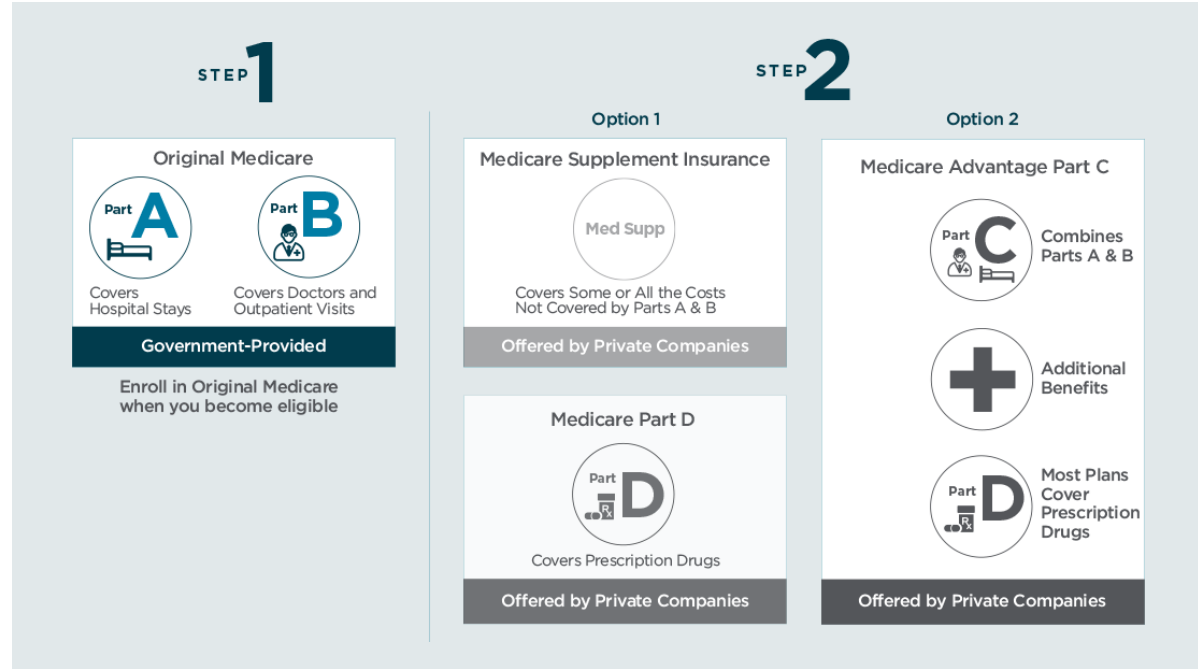 STEP 1
Original Medicare
Part A
Part B
Covers
Hospital Stays
Covers Doctors and
Outpatient Visits
Government-Provided
Enroll in Original Medicare
when you become eligible
STEP 2
Option 1
Medicare Supplement Insurance
Med Supp
Covers Some or All the Costs
Not Covered by Parts A & B
Offered by Private Companies
Medicare Part D
Part D
Rx
Covers Prescription Drugs
Offered by Private Companies
Option 2
Medicare Advantage Part C
Part C
Combines
Parts A & B
Additional
Benefits
Part D
Rx
Most Plans
Cover
Prescription
Drugs
Offered by Private Companies